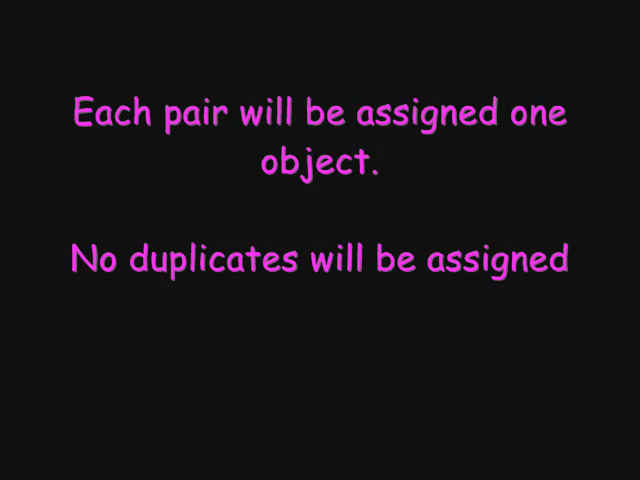 Each pair will be assigned one
object.
No duplicates will be assigned